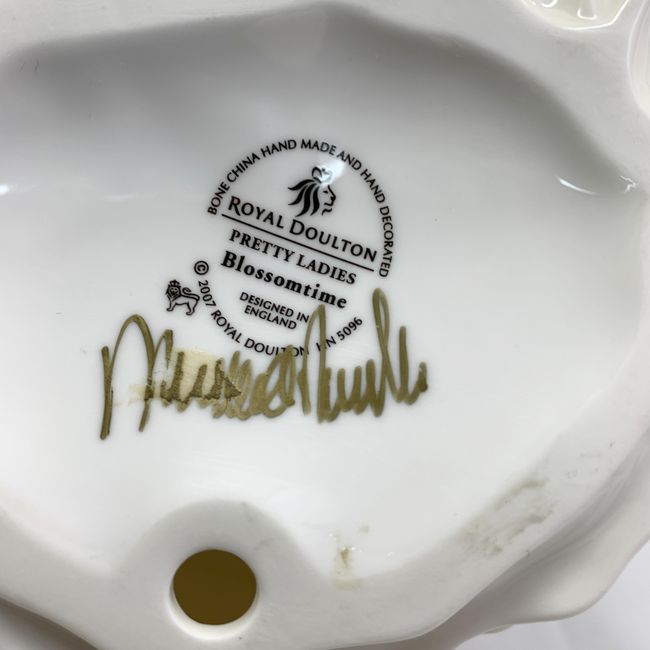 BONE CHINA HAND MADE AND HAND DECORATED
ROYAL DOULTON
PRETTY LADIES
Blossomtime
DESIGNED IN
ENGLAND
© 2007 ROYAL DOULTON HN 5096